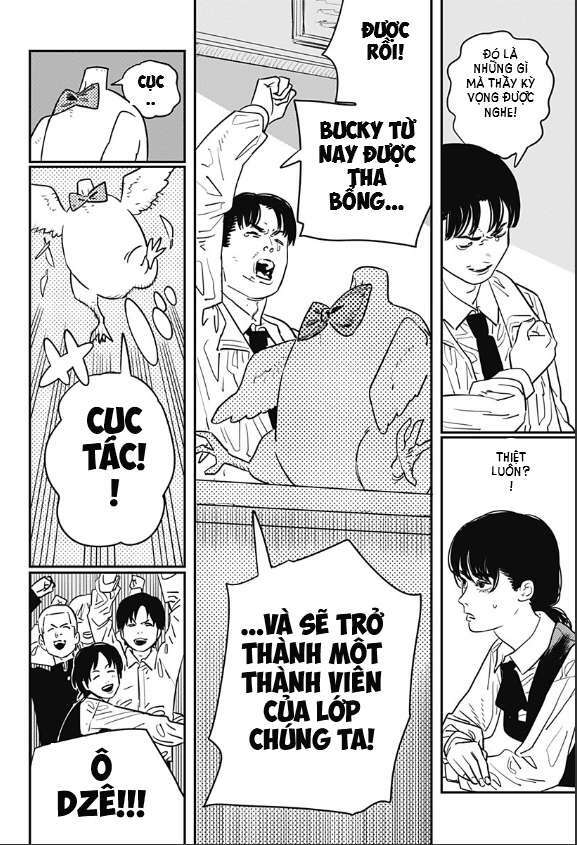 ĐÓ LÀ
NHỮNG GÌ
MÀ THẦY KỲ
VỌNG ĐƯỢC
NGHE!
THIỆT
LUÔN?
!
ĐƯỢC
RỒI!
BUCKY TỪ
NAY ĐƯỢC
THA
BỔNG...
...VÀ SẼ TRỞ
THÀNH MỘT
THÀNH VIÊN
CỦA LỚP
CHÚNG TA!
CỤC
..
CỤC
TÁC!
!
Ô
DZÊ!!!